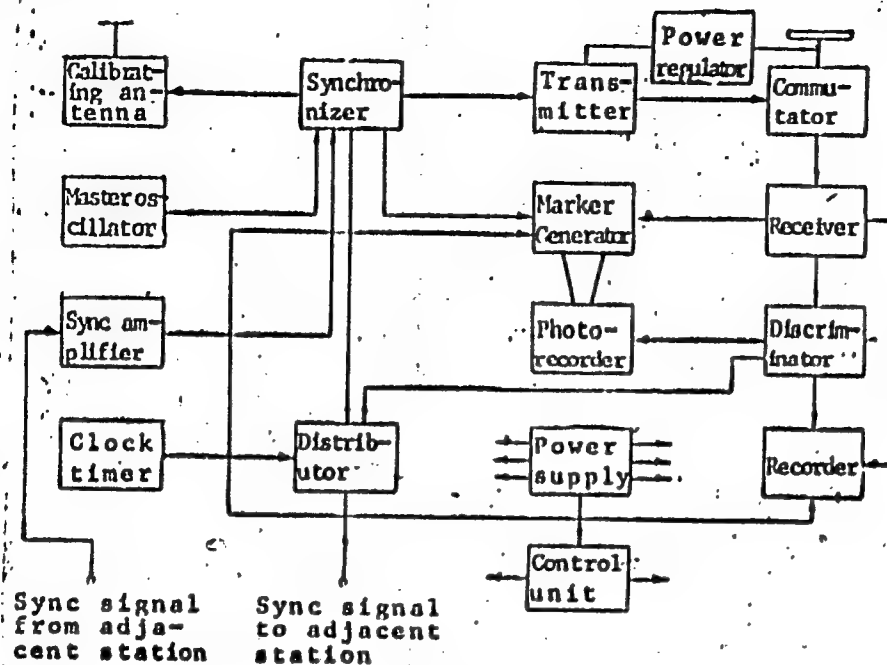 Calibrat-
ing an-
tenna
Synchro-
nizer
Trans-
mitter
Power
regulator
Commu-
tator
Master os-
cillator
Marker
Generator
Receiver
Sync am-
plifier
Photo-
recorder
Discrim-
inator
Clock
timer
Distrib-
utor
Power
supply
Recorder
Control
unit
Sync signal
from adja-
cent station
Sync signal
to adjacent
station